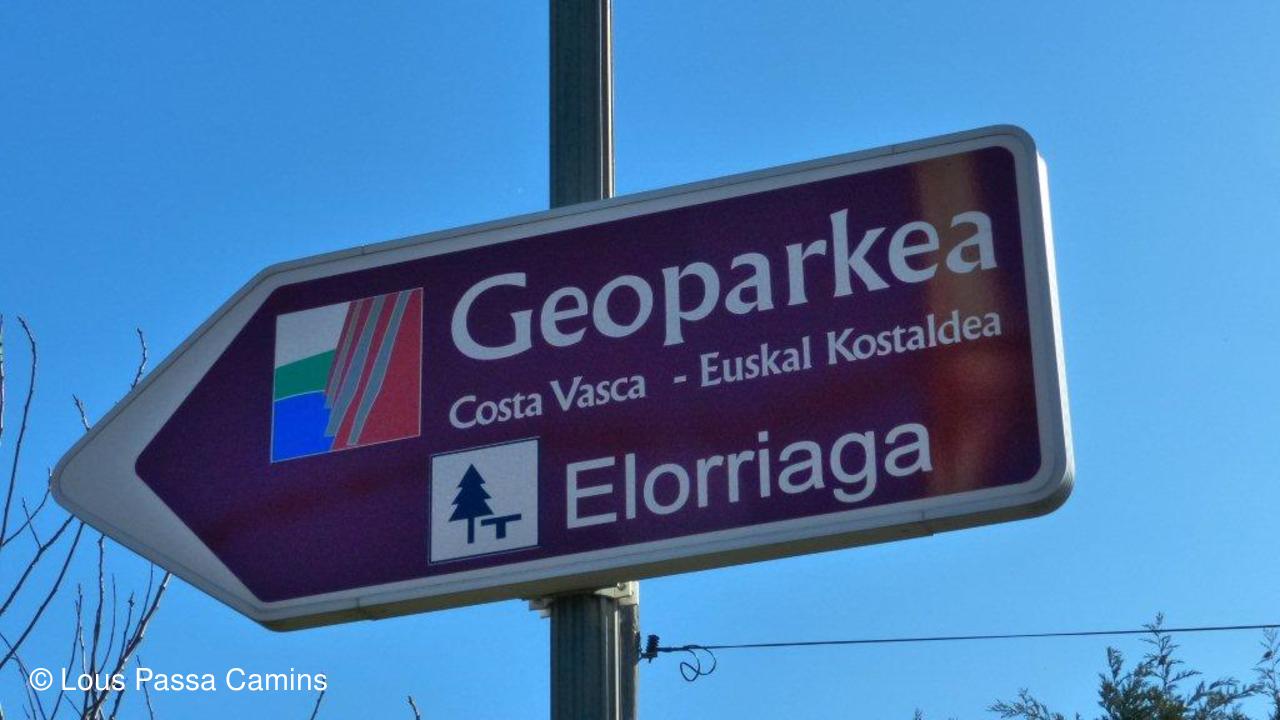 Geoparkea
Costa Vasca - Euskal Kostaldea
Elorriaga
© Lous Passa Camins